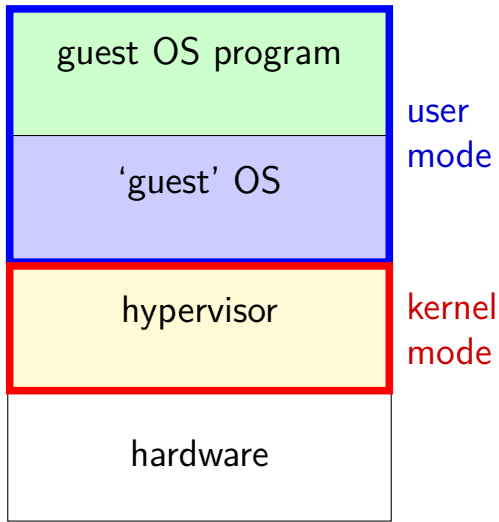 guest OS program
user
mode
‘guest’ OS
hypervisor
kernel
mode
hardware